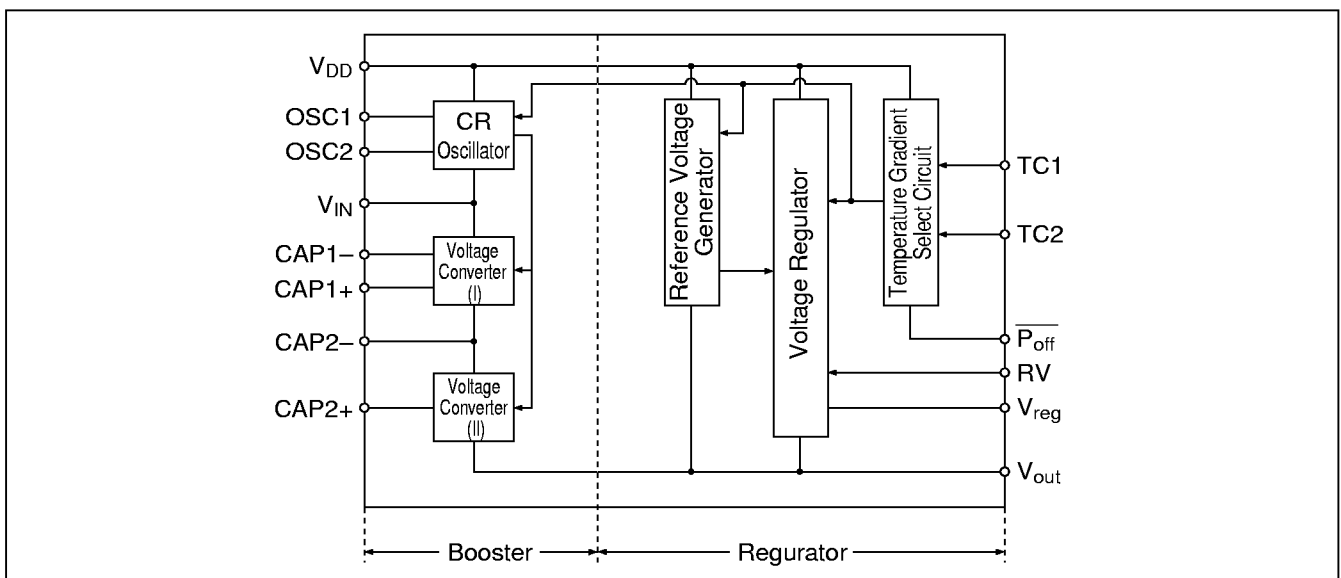 VDD
OSC1
OSC2
VIN
CAP1−
CAP1+
CAP2−
CAP2+
CR
Oscillator
Voltage
Converter
(I)
Voltage
Converter
(II)
Reference Voltage
Generator
Voltage Regulator
Temperature Gradient
Select Circuit
TC1
TC2
P̅o̅f̅f̅
RV
Vreg
Vout
Booster
Regurator